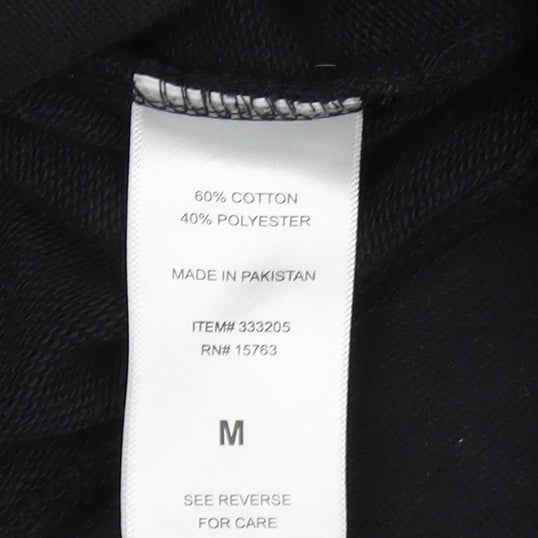 60% COTTON
40% POLYESTER
MADE IN PAKISTAN
ITEM# 333205
RN# 15763
M
SEE REVERSE
FOR CARE